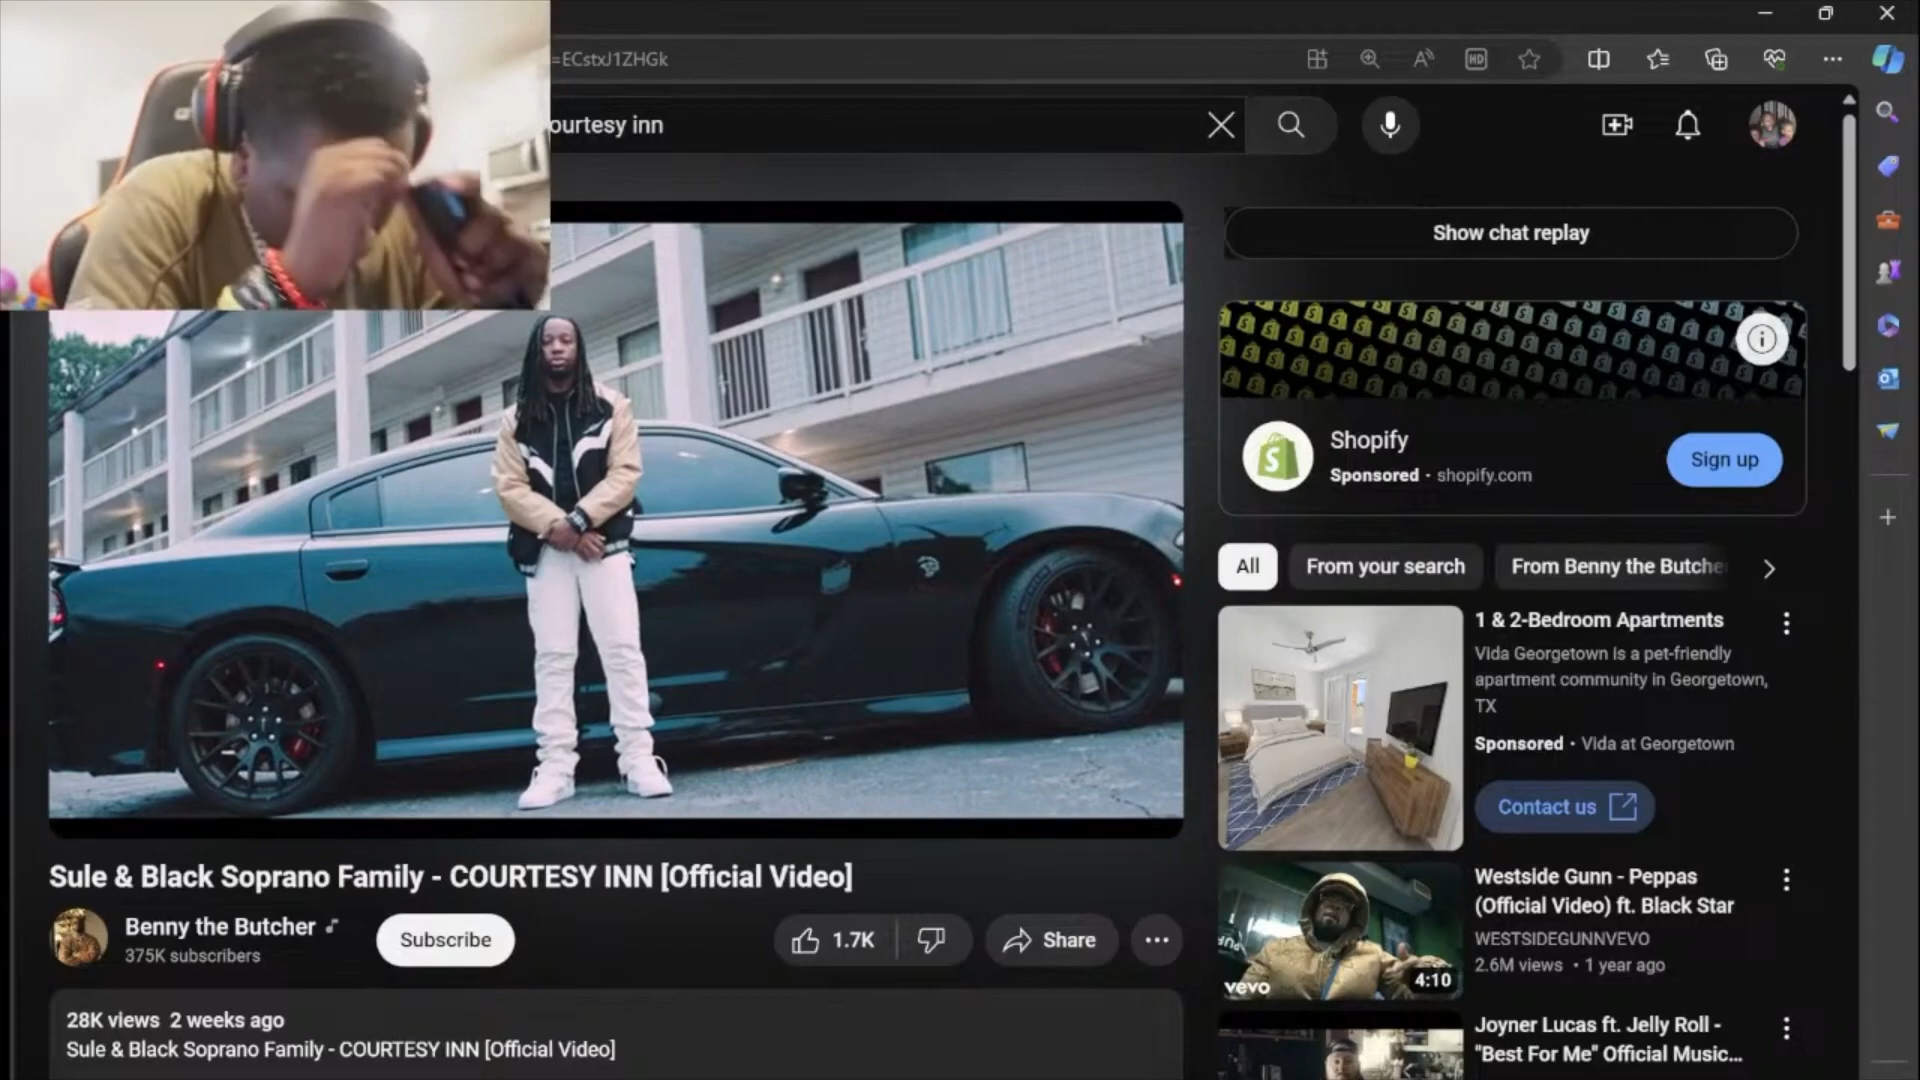 =ECstxJ1ZHGk
HD
ourtesy inn
Show chat replay
Shopify
Sponsored · shopify.com
Sign up
All
From your search
From Benny the Butche
1 & 2-Bedroom Apartments
Vida Georgetown is a pet-friendly
apartment community in Georgetown,
TX
Sponsored · Vida at Georgetown
Contact us
Sule & Black Soprano Family - COURTESY INN [Official Video]
Benny the Butcher
375K subscribers
Subscribe
1.7K
Share
28K views 2 weeks ago
Sule & Black Soprano Family - COURTESY INN [Official Video]
vevo
4:10
Westside Gunn - Peppas
(Official Video) ft. Black Star
WESTSIDEGUNNVEVO
2.6M views · 1 year ago
Joyner Lucas ft. Jelly Roll -
"Best For Me" Official Music...